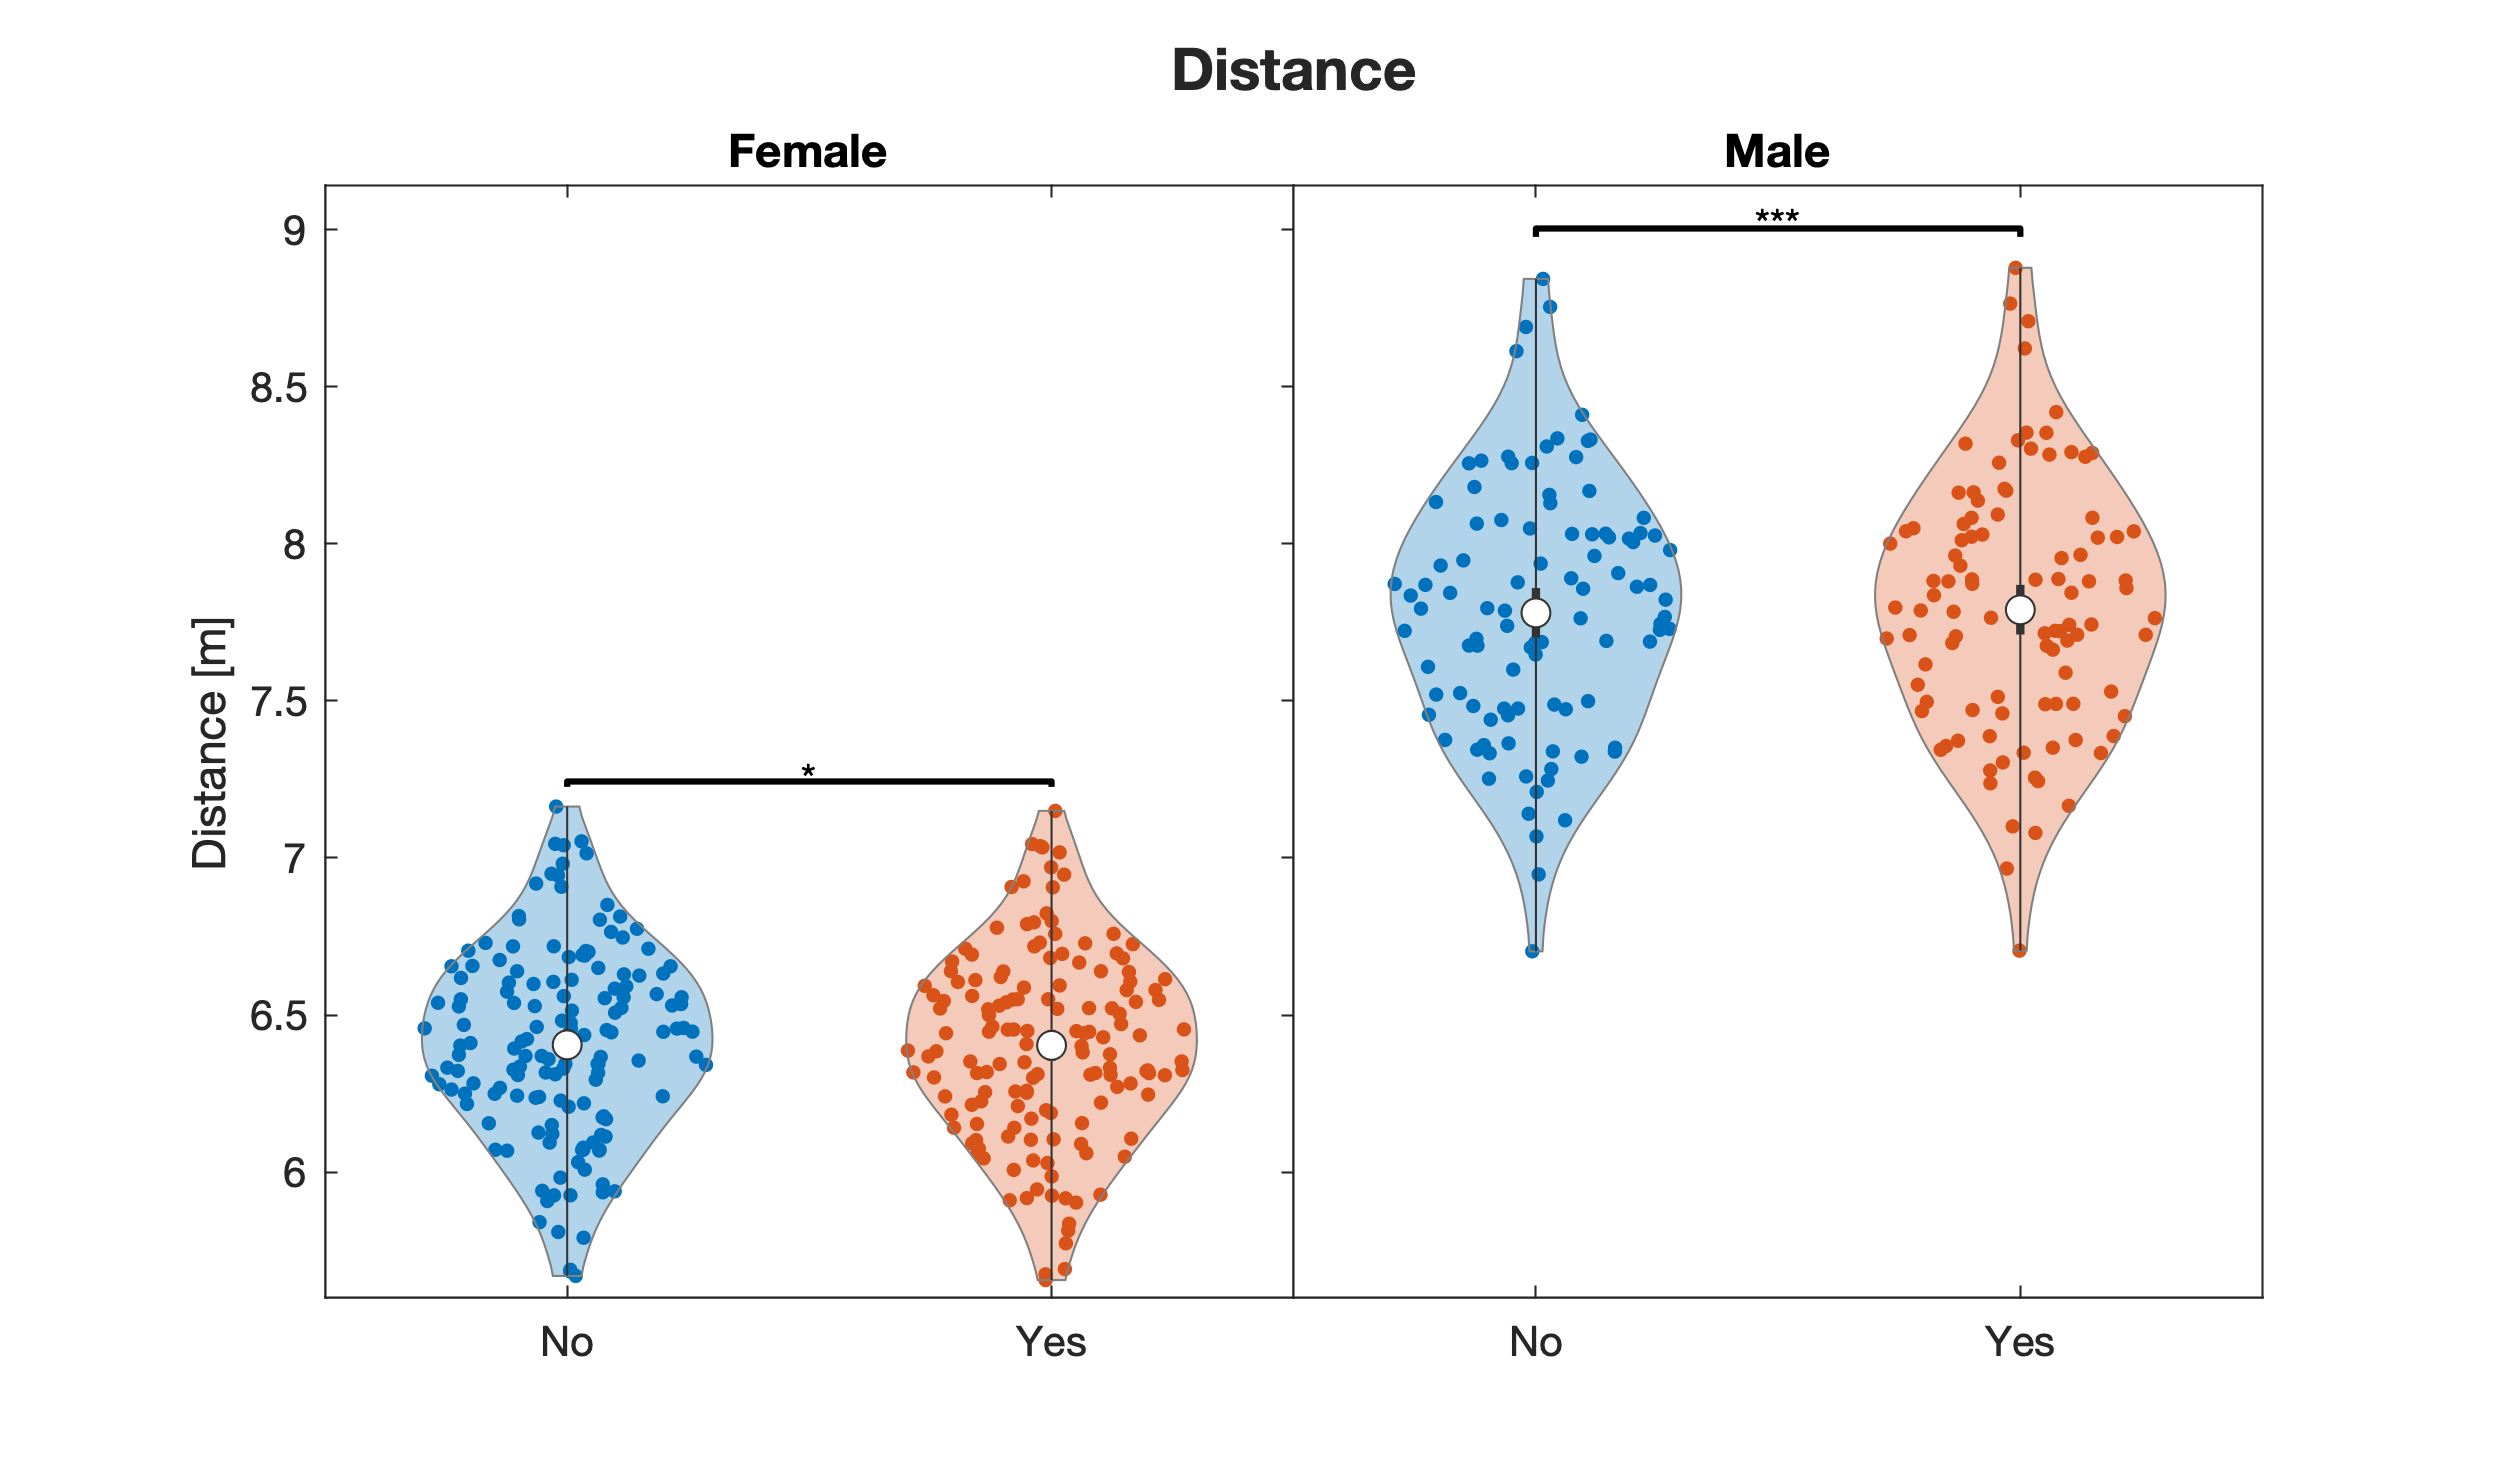 Distance
Female
Male
***
*
Distance [m]
9
8.5
8
7.5
7
6.5
6
No
Yes
No
Yes